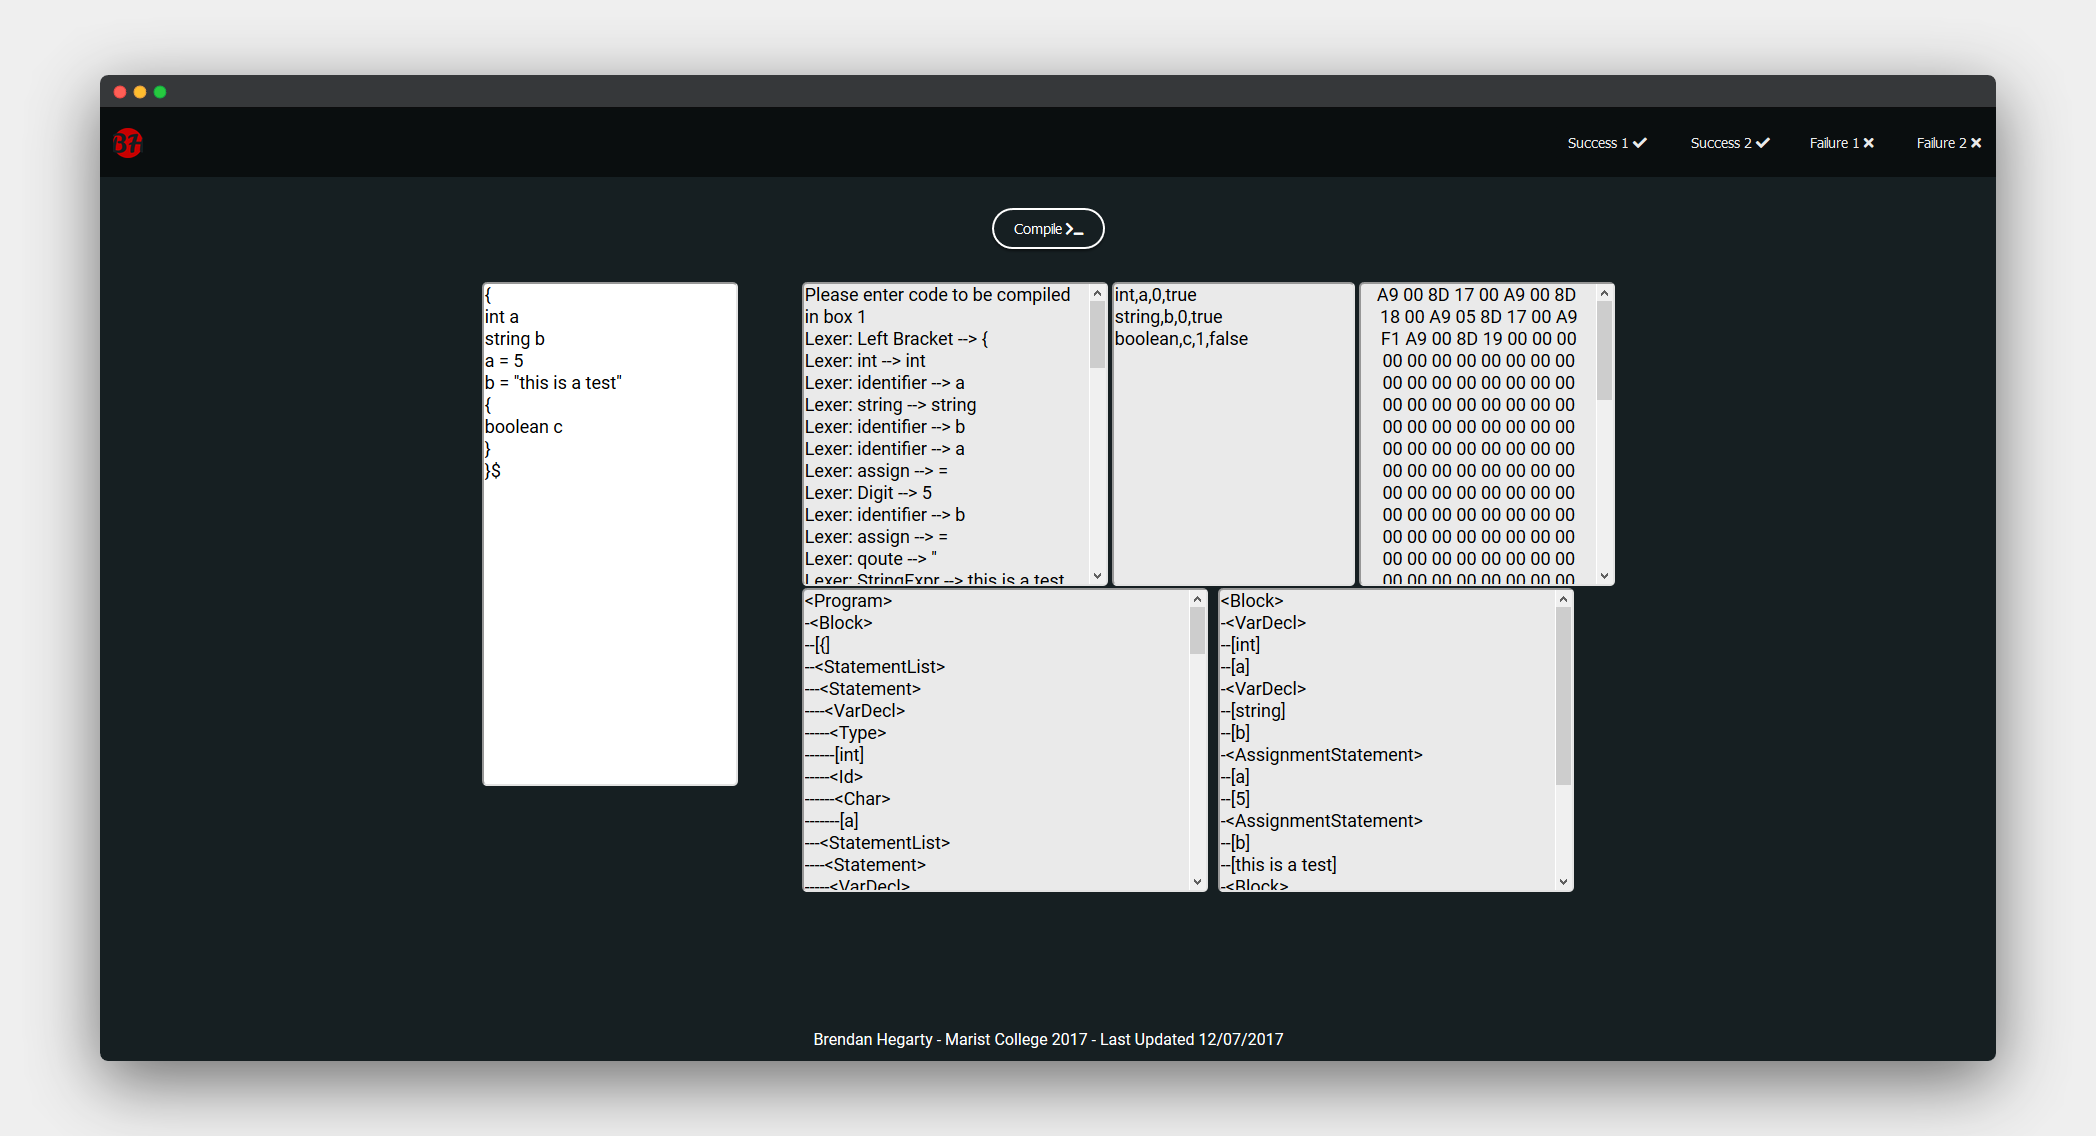 BH
Success 1
Success 2
Failure 1
Failure 2
Compile
{
int a
string b
a = 5
b = "this is a test"
{
boolean c
}
}$
Please enter code to be compiled
in box 1
Lexer: Left Bracket --> {
Lexer: int --> int
Lexer: identifier --> a
Lexer: string --> string
Lexer: identifier --> b
Lexer: identifier --> a
Lexer: assign --> =
Lexer: Digit --> 5
Lexer: identifier --> b
Lexer: assign --> =
Lexer: qoute --> "
Lexer: StringExpr --> this is a test
int,a,0,true
string,b,0,true
boolean,c,1,false
A9 00 8D 17 00 A9 00 8D
18 00 A9 05 8D 17 00 A9
F1 A9 00 8D 19 00 00 00
00 00 00 00 00 00 00 00
00 00 00 00 00 00 00 00
00 00 00 00 00 00 00 00
00 00 00 00 00 00 00 00
00 00 00 00 00 00 00 00
00 00 00 00 00 00 00 00
00 00 00 00 00 00 00 00
00 00 00 00 00 00 00 00
00 00 00 00 00 00 00 00
00 00 00 00 00 00 00 00
00 00 00 00 00 00 00 00
<Program>
-<Block>
--[{]
--<StatementList>
---<Statement>
----<VarDecl>
-----<Type>
------[int]
-----<Id>
------<Char>
-------[a]
---<StatementList>
----<Statement>
-----<VarDecl>
<Block>
-<VarDecl>
--[int]
--[a]
-<VarDecl>
--[string]
--[b]
-<AssignmentStatement>
--[a]
--[5]
-<AssignmentStatement>
--[b]
--[this is a test]
-<Block>
Brendan Hegarty - Marist College 2017 - Last Updated 12/07/2017